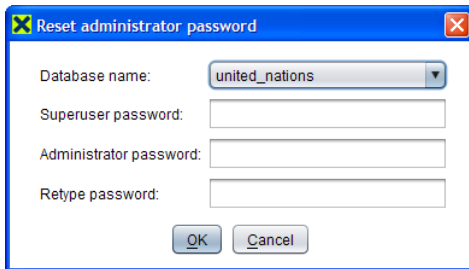 Reset administrator password
Database name: united_nations
Superuser password:
Administrator password:
Retype password:
OK Cancel